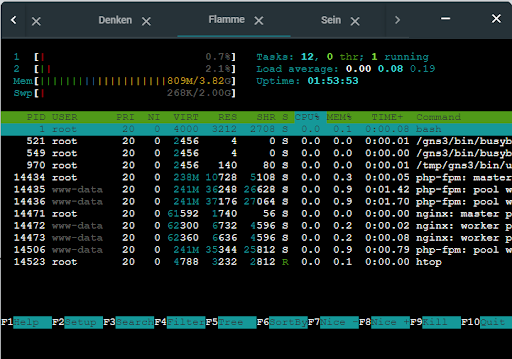 Denken Flamme Sein
1 [| 0.7%] Tasks: 12, 0 thr; 1 running
2 [|| 2.1%] Load average: 0.00 0.08 0.19
Mem[||||||||||||||||||||||809M/3.82G] Uptime: 01:53:53
Swp[| 268K/2.00G]
PID USER PRI NI VIRT RES SHR S CPU% MEM% TIME+ Command
1 root 20 0 4000 3212 2708 S 0.0 0.1 0:00.08 bash
521 root 20 0 2456 4 0 S 0.0 0.0 0:00.01 /gns3/bin/busyb
549 root 20 0 2456 4 0 S 0.0 0.0 0:00.00 /gns3/bin/busyb
970 root 20 0 2456 140 80 S 0.0 0.0 0:00.01 /tmp/gns3/bin/u
14434 root 20 0 238M 10728 5108 S 0.0 0.3 0:00.05 php-fpm: master
14435 www-data 20 0 241M 36248 26628 S 0.0 0.9 0:01.42 php-fpm: pool w
14436 www-data 20 0 241M 37176 27064 S 0.0 0.9 0:01.70 php-fpm: pool w
14471 root 20 0 61592 1740 56 S 0.0 0.0 0:00.00 nginx: master p
14472 www-data 20 0 62300 6732 4596 S 0.0 0.2 0:00.02 nginx: worker p
14473 www-data 20 0 62360 6636 4596 S 0.0 0.2 0:00.08 nginx: worker p
14506 www-data 20 0 241M 35344 25812 S 0.0 0.9 0:00.79 php-fpm: pool w
14523 root 20 0 4788 3232 2812 R 0.0 0.1 0:00.00 htop
F1Help F2Setup F3SearchF4FilterF5Tree F6SortByF7Nice -F8Nice +F9Kill F10Quit